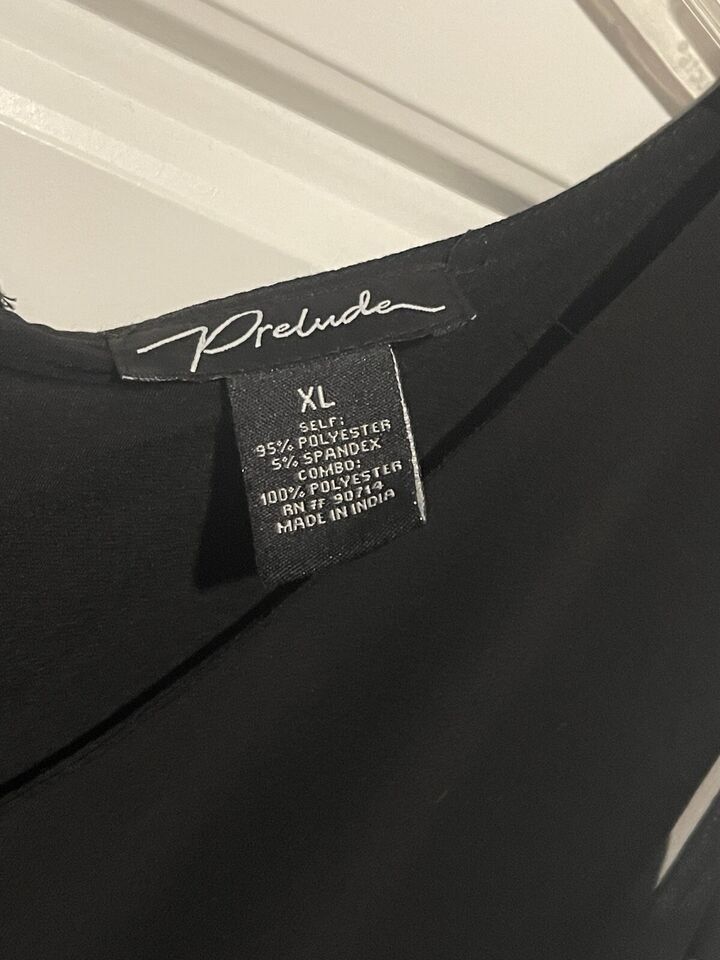 Prelude
XL
SELF:
95% POLYESTER
5% SPANDEX
COMBO:
100% POLYESTER
RN # 90714
MADE IN INDIA